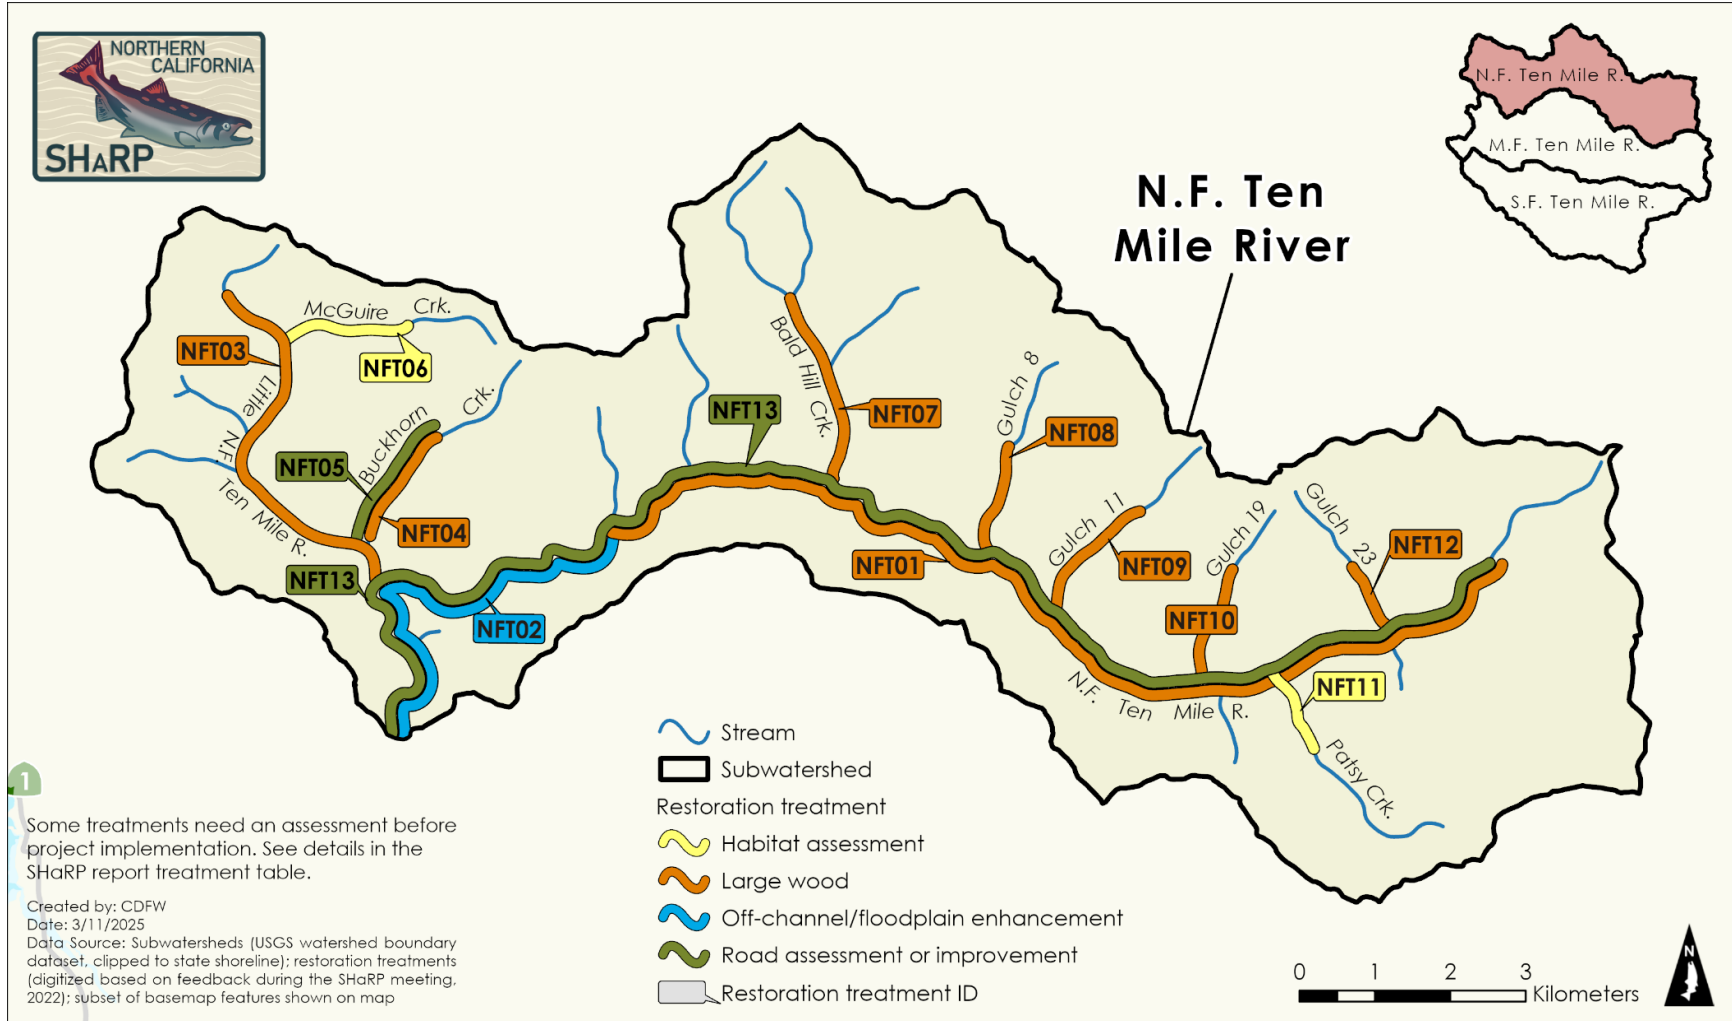 NORTHERN
CALIFORNIA
SHaRP
N.F. Ten Mile R.
M.F. Ten Mile R.
S.F. Ten Mile R.
N.F. Ten
Mile River
McGuire Crk.
NFT03
NFT06
Little N.F. Ten Mile R.
Buckhorn Crk.
NFT05
NFT04
NFT13
NFT02
NFT13
Bald Hill Crk.
NFT07
Gulch 8
NFT08
NFT01
Gulch 11
NFT09
Gulch 19
NFT10
Gulch 23
NFT12
N.F. Ten Mile R.
NFT11
Patsy Crk.
1
Some treatments need an assessment before
project implementation. See details in the
SHaRP report treatment table.
Created by: CDFW
Date: 3/11/2025
Data Source: Subwatersheds (USGS watershed boundary
dataset, clipped to state shoreline); restoration treatments
(digitized based on feedback during the SHaRP meeting,
2022); subset of basemap features shown on map
Stream
Subwatershed
Restoration treatment
Habitat assessment
Large wood
Off-channel/floodplain enhancement
Road assessment or improvement
Restoration treatment ID
0 1 2 3
Kilometers
N